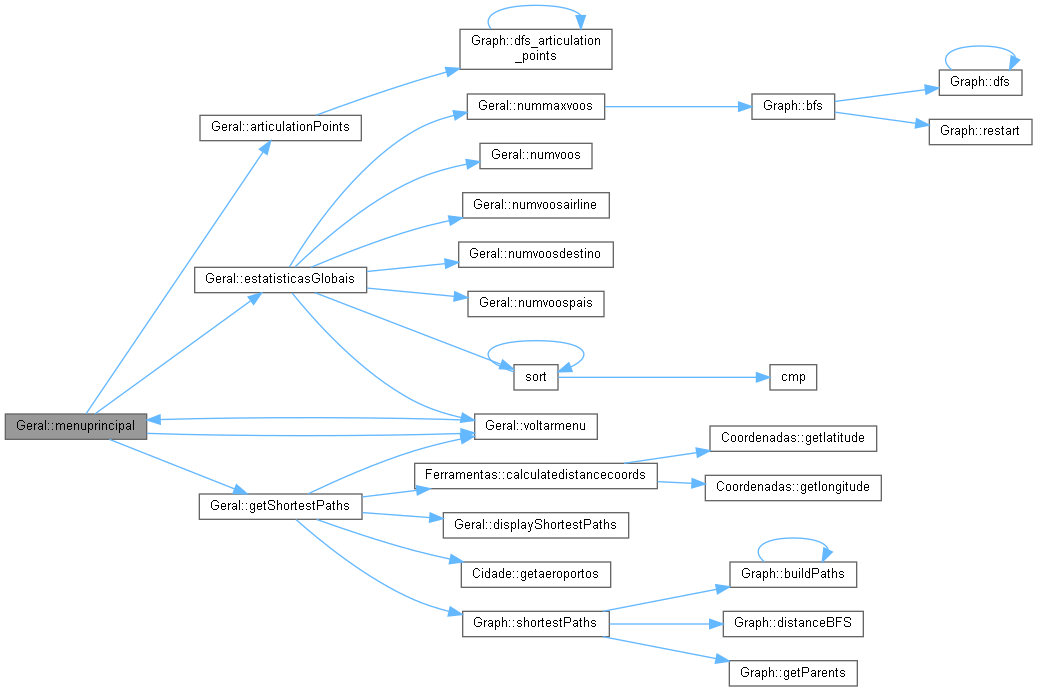 Graph::dfs_articulation
_points
Graph::dfs
Geral::nummaxvoos
Graph::bfs
Geral::articulationPoints
Graph::restart
Geral::numvoos
Geral::numvoosairline
Geral::numvoosdestino
Geral::estatisticasGlobais
Geral::numvoospais
sort
cmp
Geral::menuprincipal
Geral::voltarmenu
Coordenadas::getlatitude
Ferramentas::calculatedistancecoords
Coordenadas::getlongitude
Geral::getShortestPaths
Geral::displayShortestPaths
Cidade::getaeroportos
Graph::buildPaths
Graph::shortestPaths
Graph::distanceBFS
Graph::getParents